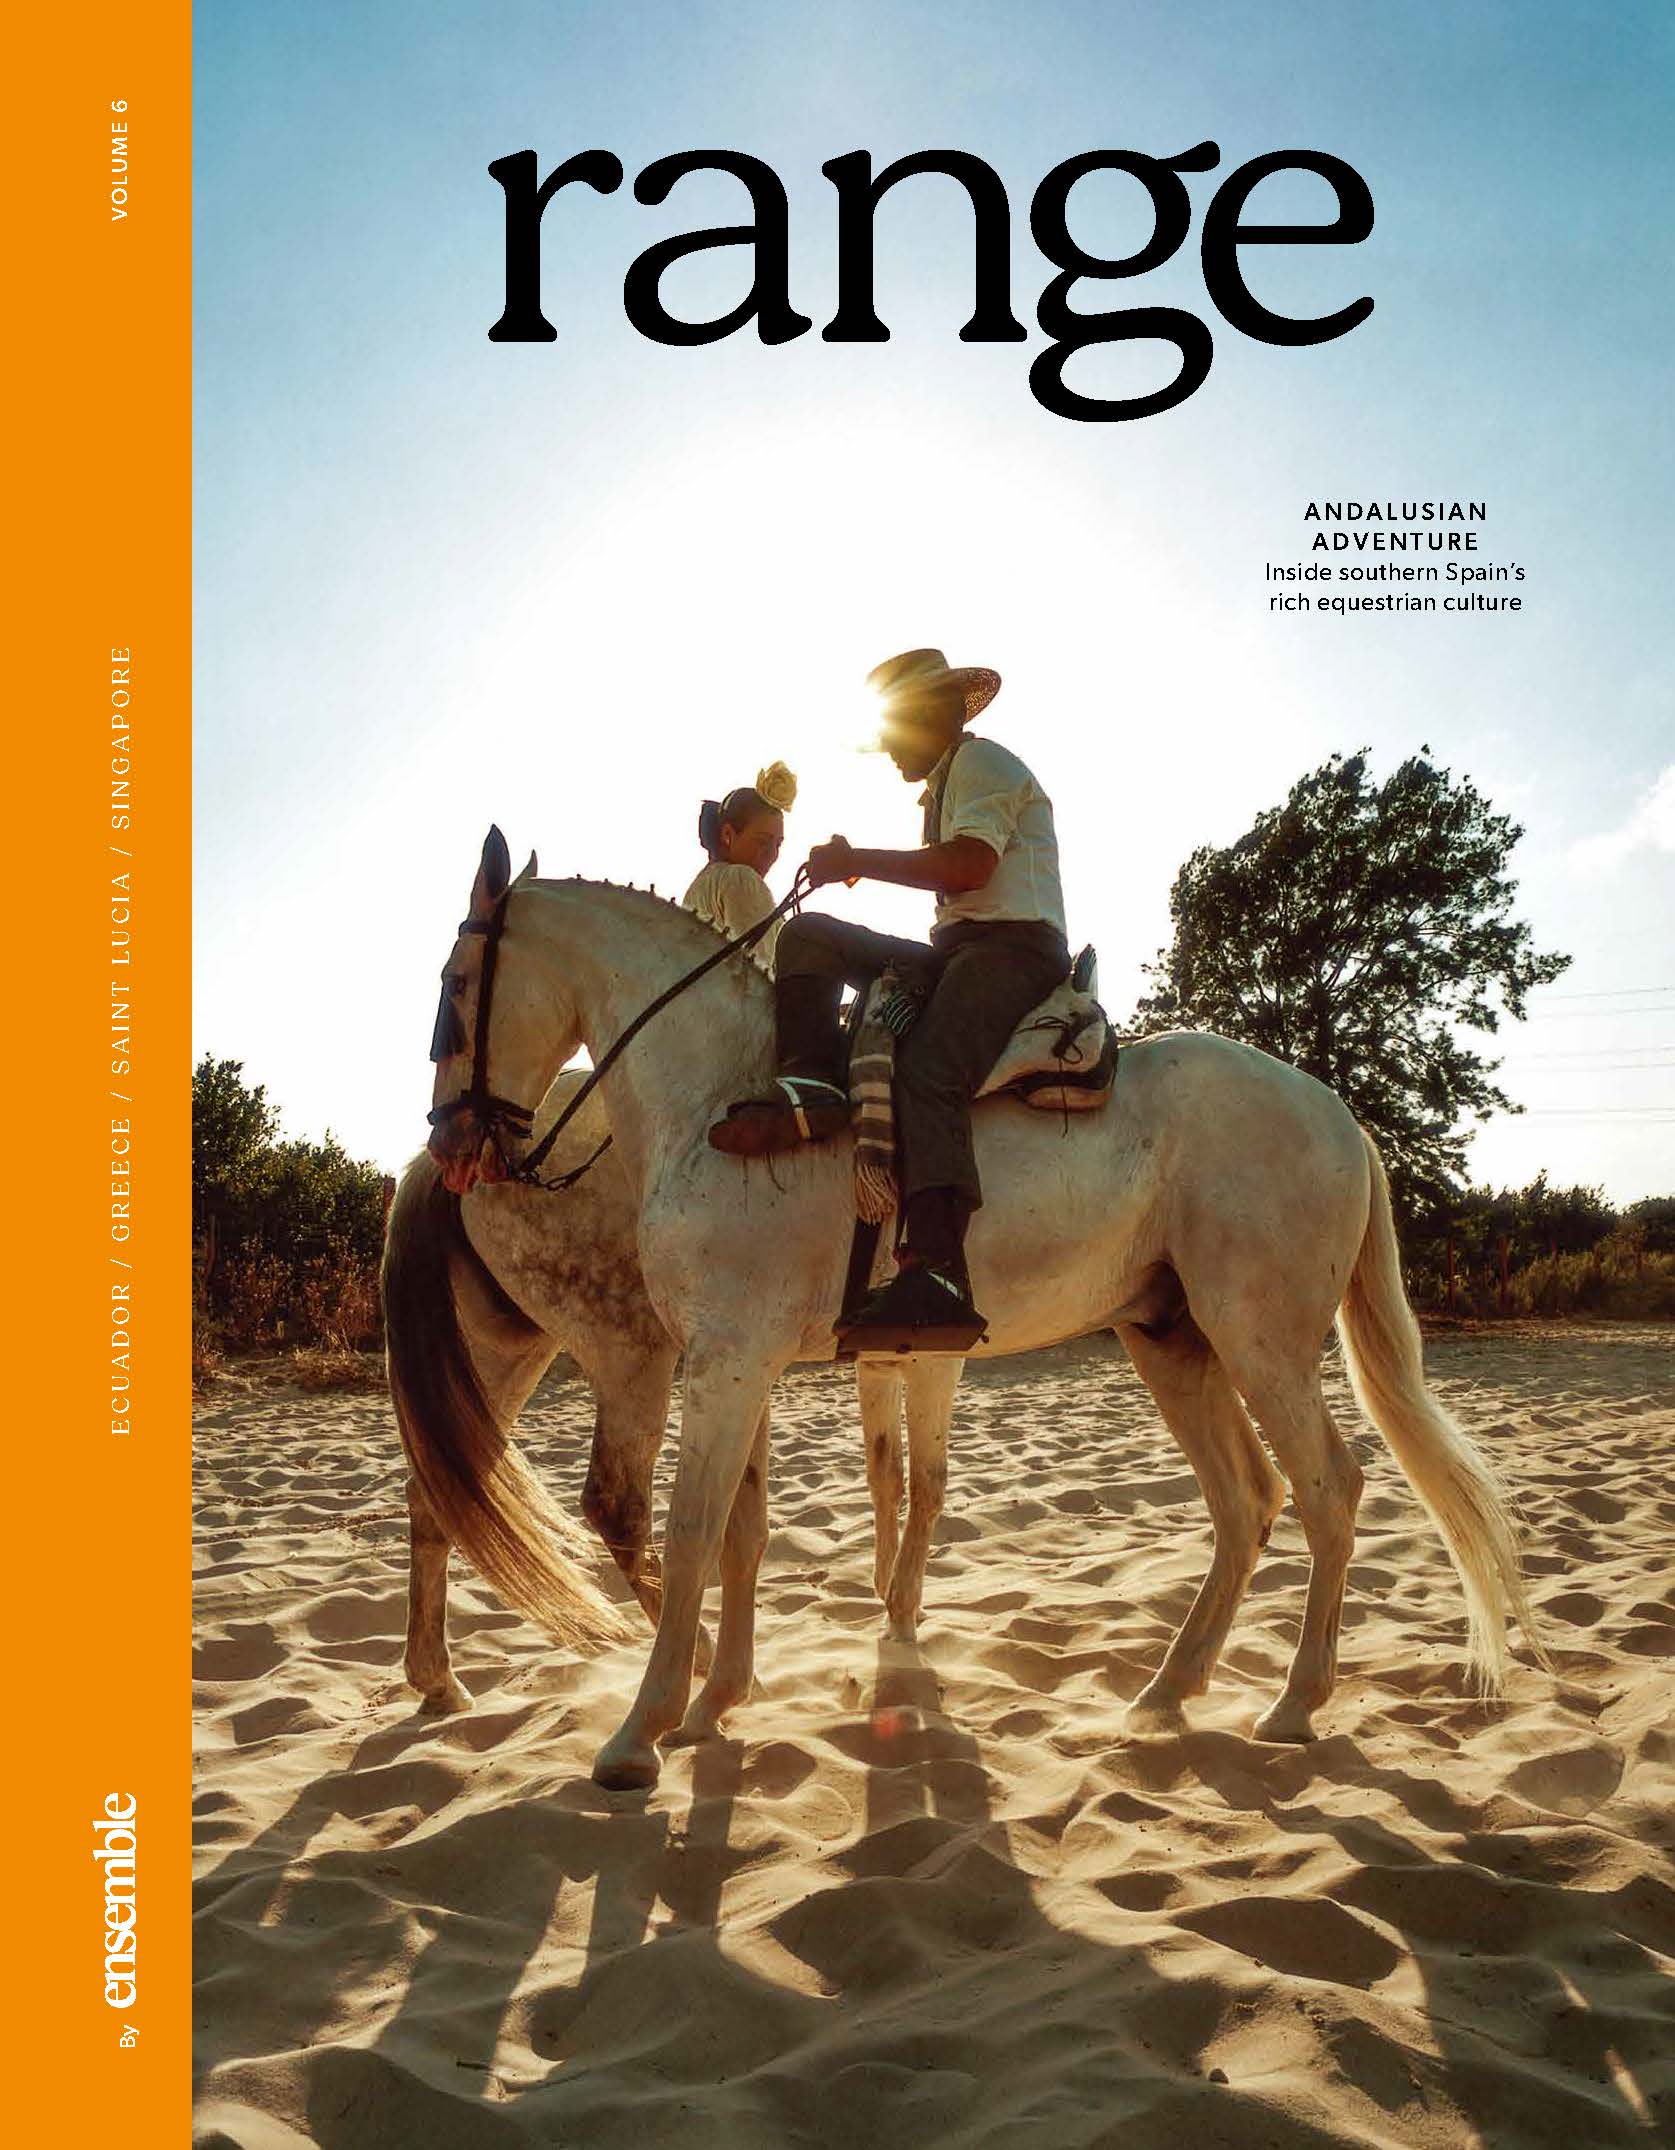 VOLUME 6
range
ANDALUSIAN
ADVENTURE
Inside southern Spain’s
rich equestrian culture
ECUADOR / GREECE / SAINT LUCIA / SINGAPORE
By ensemble